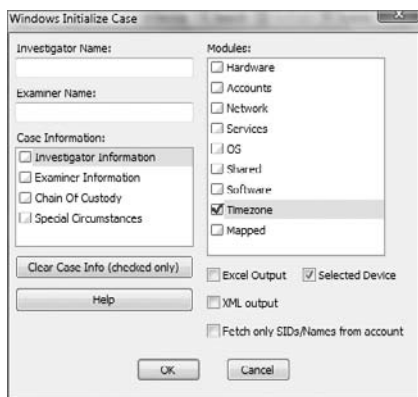 Windows Initialize Case
Investigator Name:
Examiner Name:
Case Information:
Investigator Information
Examiner Information
Chain Of Custody
Special Circumstances
Clear Case Info (checked only)
Help
Modules:
Hardware
Accounts
Network
Services
OS
Shared
Software
Timezone
Mapped
Excel Output
Selected Device
XML output
Fetch only SIDs/Names from account
OK
Cancel